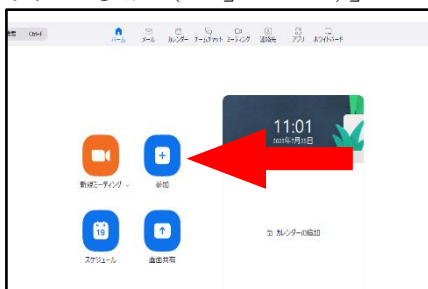 Ctrl+F
ホーム メール カレンダー チームチャット ミーティング 連絡先 アプリ ホワイトボード
11:01
新規ミーティング 参加
19
カレンダーの追加
スケジュール 画面共有